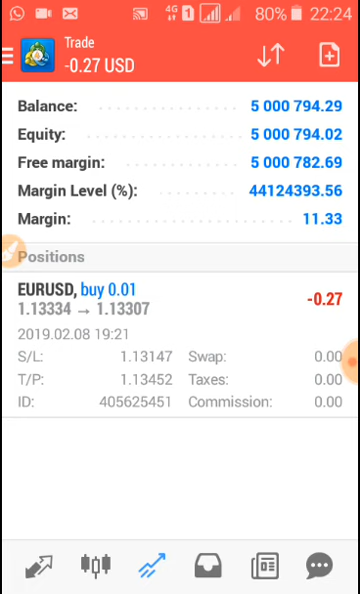 4G 1 80% 22:24
Trade
-0.27 USD
Balance: 5 000 794.29
Equity: 5 000 794.02
Free margin: 5 000 782.69
Margin Level (%): 44124393.56
Margin: 11.33
Positions
EURUSD, buy 0.01
1.13334 → 1.13307 -0.27
2019.02.08 19:21
S/L: 1.13147 Swap: 0.00
T/P: 1.13452 Taxes: 0.00
ID: 405625451 Commission: 0.00